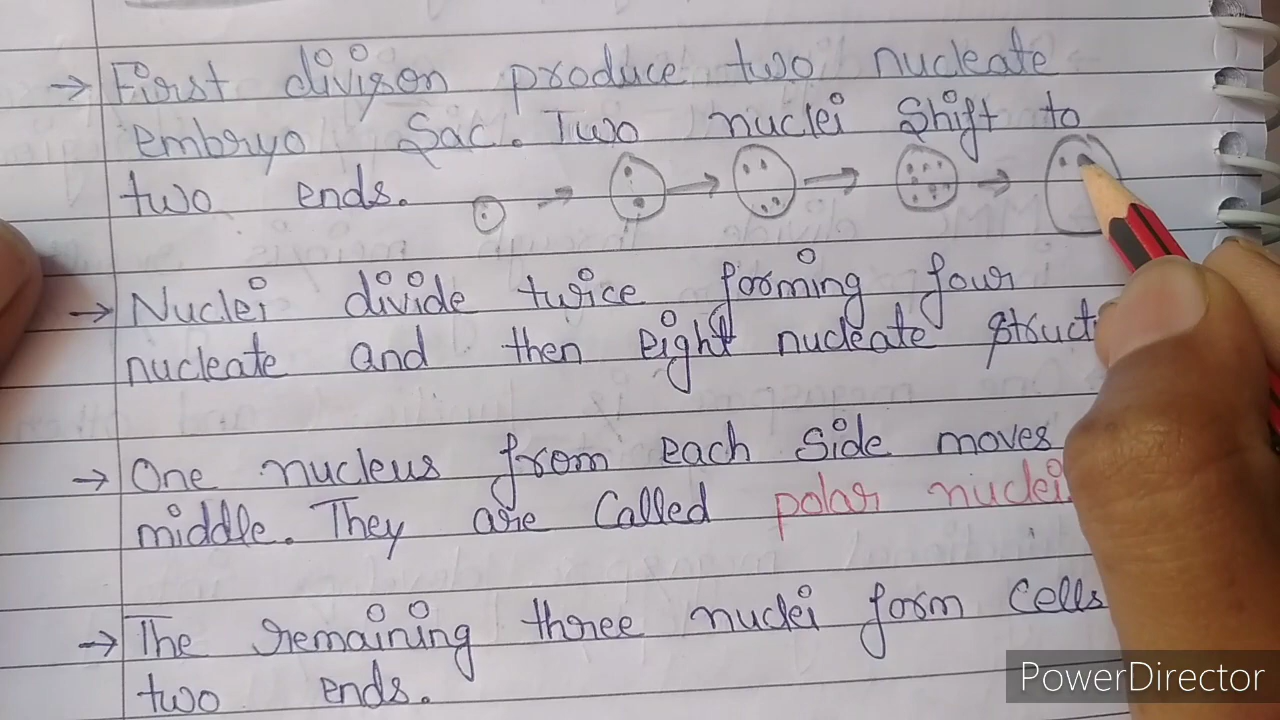 → First divison produce two nucleate
embryo Sac. Two nuclei Shift to
two ends.
→ Nuclei divide twice forming four
nucleate and then eight nucleate struct
→ One nucleus from each side moves
middle. They are Called polar nuclei
→ The remaining three nuclei form cells
two ends.
PowerDirector